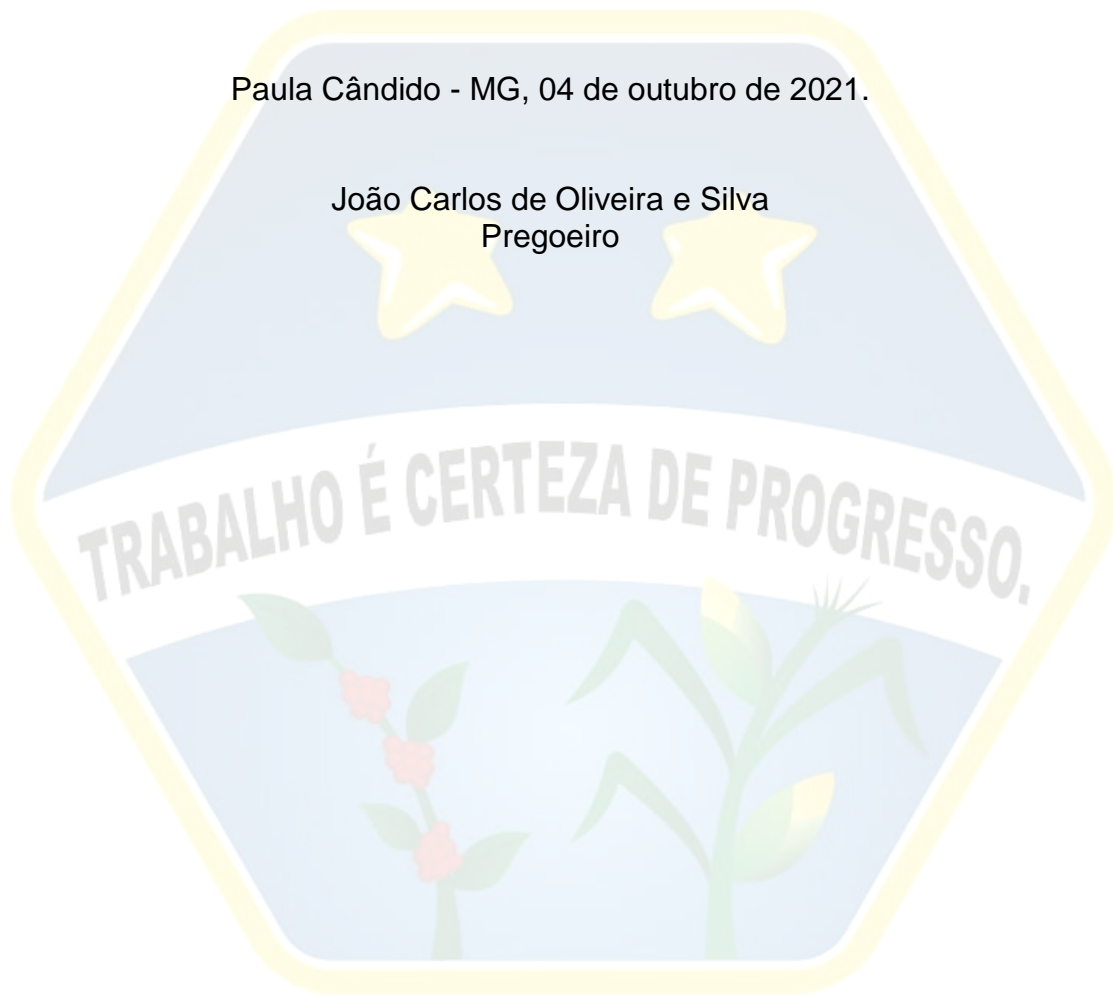 Paula Cândido - MG, 04 de outubro de 2021.
João Carlos de Oliveira e Silva
Pregoeiro
TRABALHO É CERTEZA DE PROGRESSO.